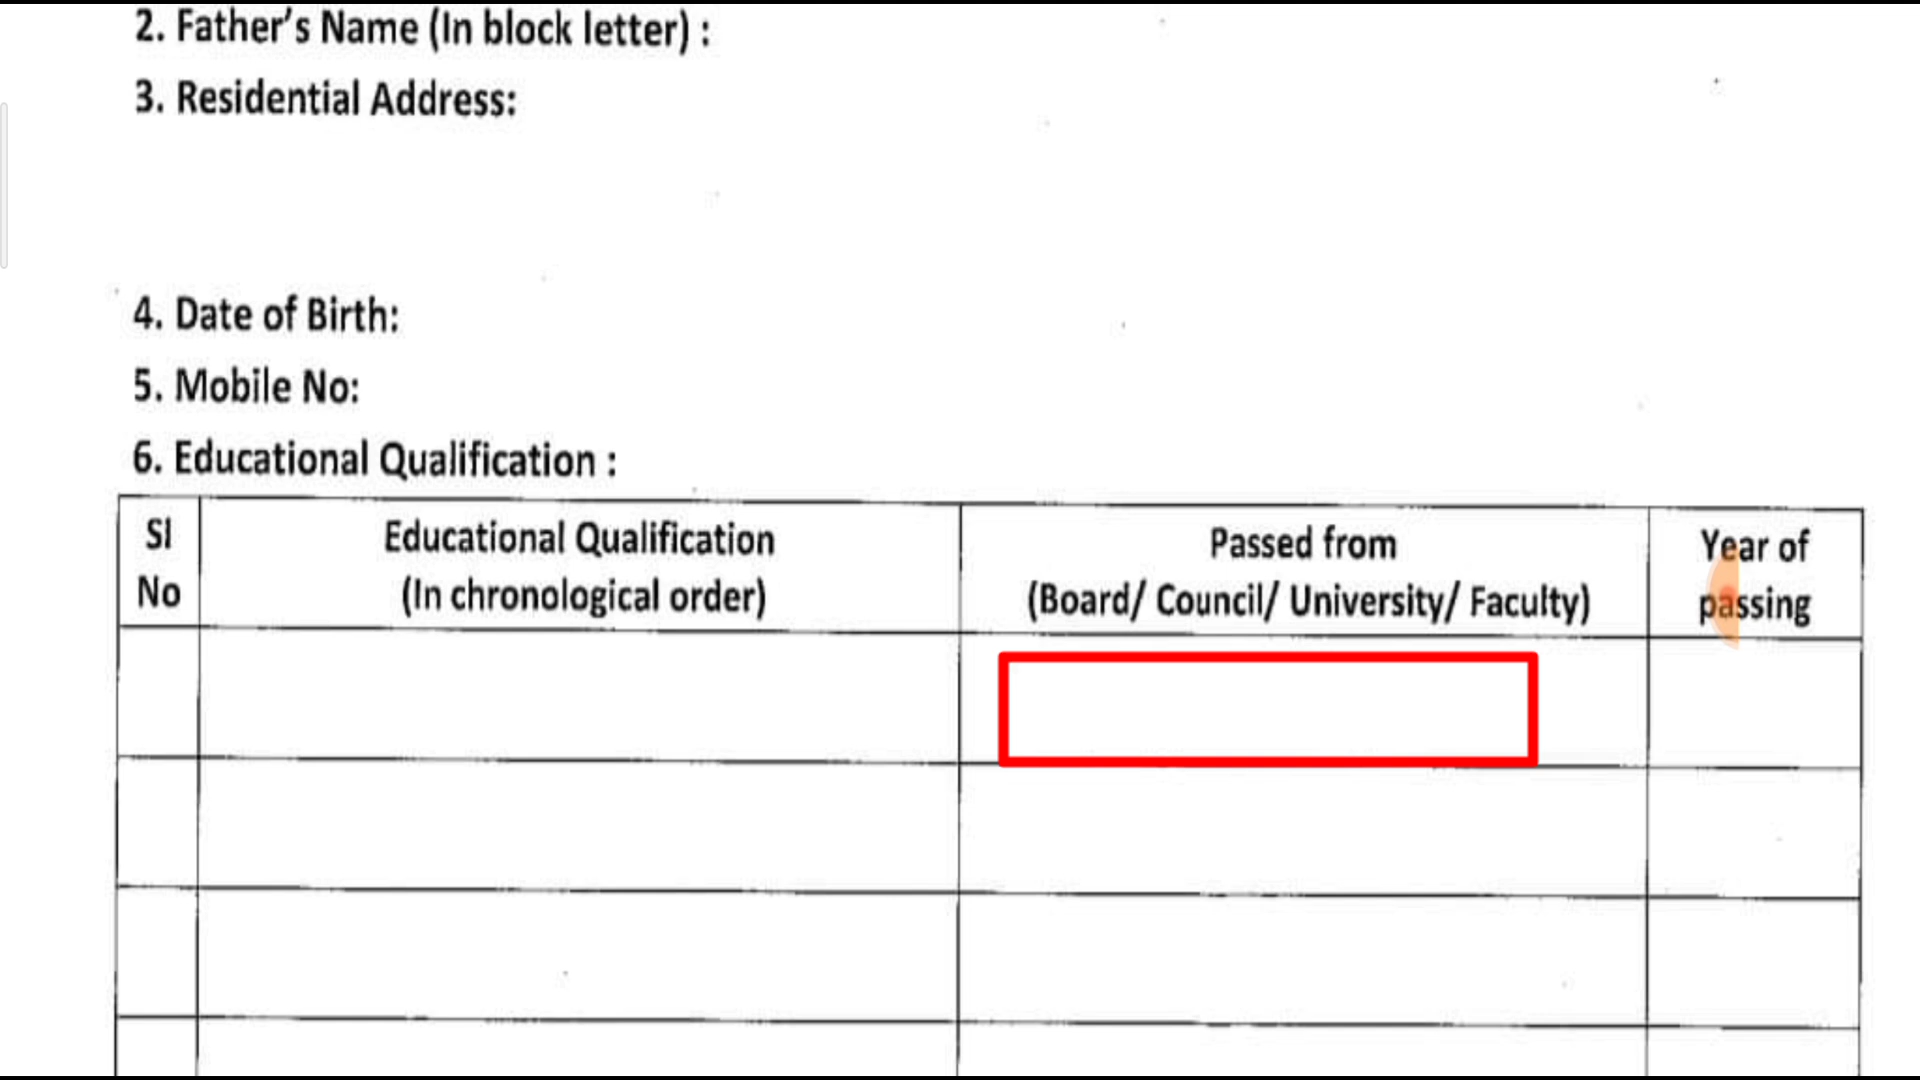 2. Father's Name (In block letter) :
3. Residential Address:
4. Date of Birth:
5. Mobile No:
6. Educational Qualification :
Sl No
Educational Qualification (In chronological order)
Passed from (Board/ Council/ University/ Faculty)
Year of passing